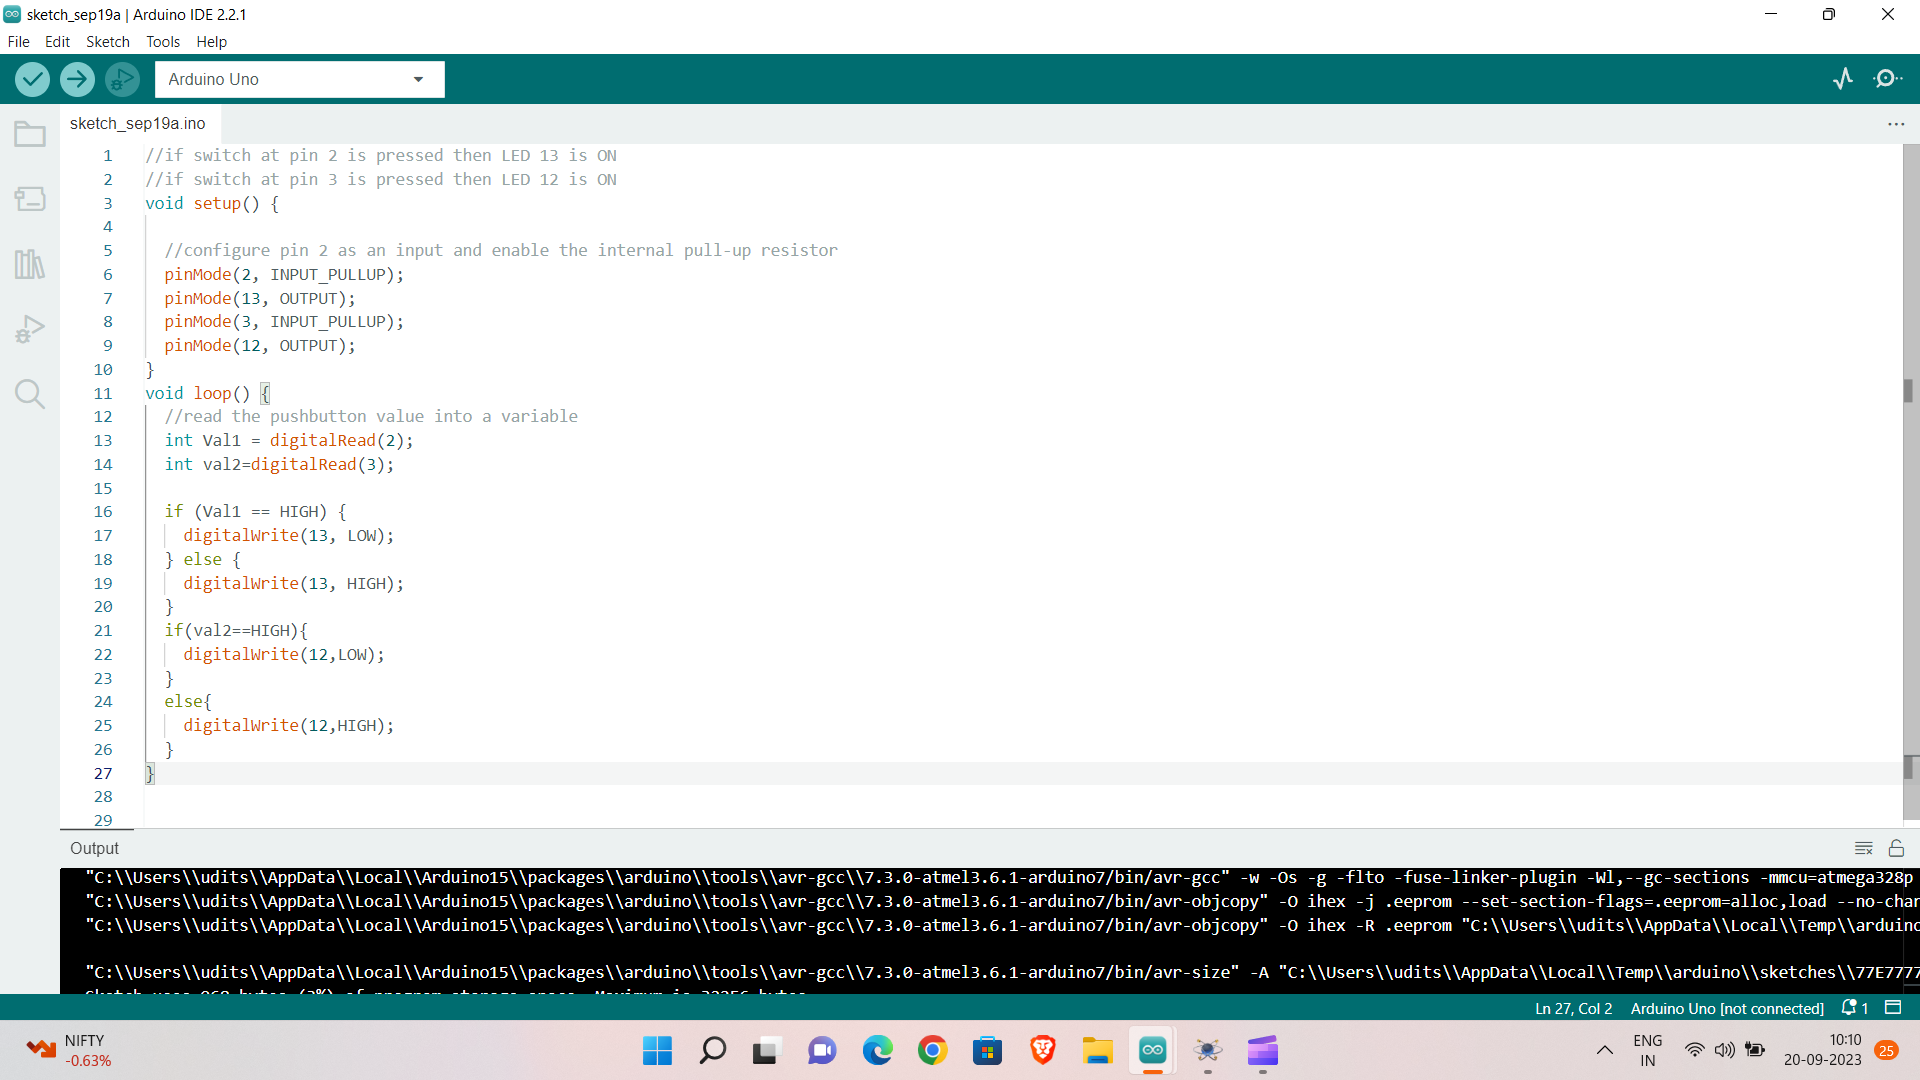 sketch_sep19a | Arduino IDE 2.2.1
File Edit Sketch Tools Help
Arduino Uno
sketch_sep19a.ino
1 //if switch at pin 2 is pressed then LED 13 is ON
2 //if switch at pin 3 is pressed then LED 12 is ON
3 void setup() {
4
5 //configure pin 2 as an input and enable the internal pull-up resistor
6 pinMode(2, INPUT_PULLUP);
7 pinMode(13, OUTPUT);
8 pinMode(3, INPUT_PULLUP);
9 pinMode(12, OUTPUT);
10 }
11 void loop() {
12 //read the pushbutton value into a variable
13 int Val1 = digitalRead(2);
14 int val2=digitalRead(3);
15
16 if (Val1 == HIGH) {
17 digitalWrite(13, LOW);
18 } else {
19 digitalWrite(13, HIGH);
20 }
21 if(val2==HIGH){
22 digitalWrite(12,LOW);
23 }
24 else{
25 digitalWrite(12,HIGH);
26 }
27 }
28
29
Output
"C:\\Users\\udits\\AppData\\Local\\Arduino15\\packages\\arduino\\tools\\avr-gcc\\7.3.0-atmel3.6.1-arduino7/bin/avr-gcc" -w -Os -g -flto -fuse-linker-plugin -Wl,--gc-sections -mmcu=atmega328p
"C:\\Users\\udits\\AppData\\Local\\Arduino15\\packages\\arduino\\tools\\avr-gcc\\7.3.0-atmel3.6.1-arduino7/bin/avr-objcopy" -O ihex -j .eeprom --set-section-flags=.eeprom=alloc,load --no-chan
"C:\\Users\\udits\\AppData\\Local\\Arduino15\\packages\\arduino\\tools\\avr-gcc\\7.3.0-atmel3.6.1-arduino7/bin/avr-objcopy" -O ihex -R .eeprom "C:\\Users\\udits\\AppData\\Local\\Temp\\arduino
"C:\\Users\\udits\\AppData\\Local\\Arduino15\\packages\\arduino\\tools\\avr-gcc\\7.3.0-atmel3.6.1-arduino7/bin/avr-size" -A "C:\\Users\\udits\\AppData\\Local\\Temp\\arduino\\sketches\\77E7777
Ln 27, Col 2 Arduino Uno [not connected] 1
NIFTY
-0.63%
ENG
IN
10:10
20-09-2023
25